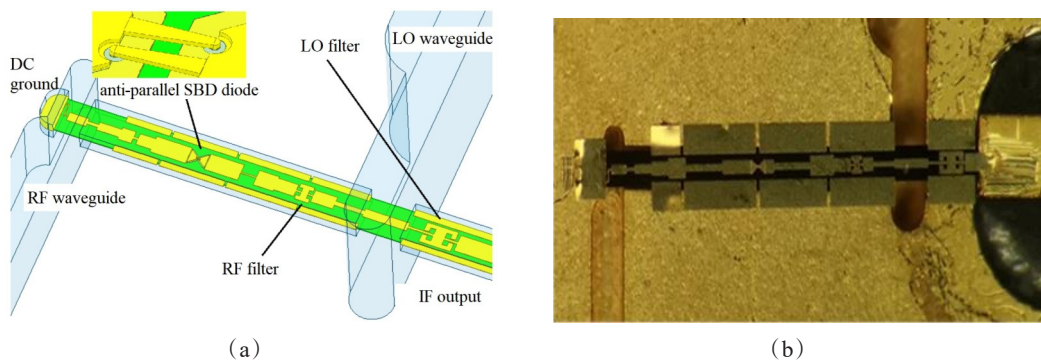 LO waveguide
LO filter
DC
ground
anti-parallel SBD diode
RF waveguide
RF filter
IF output
(a)
(b)